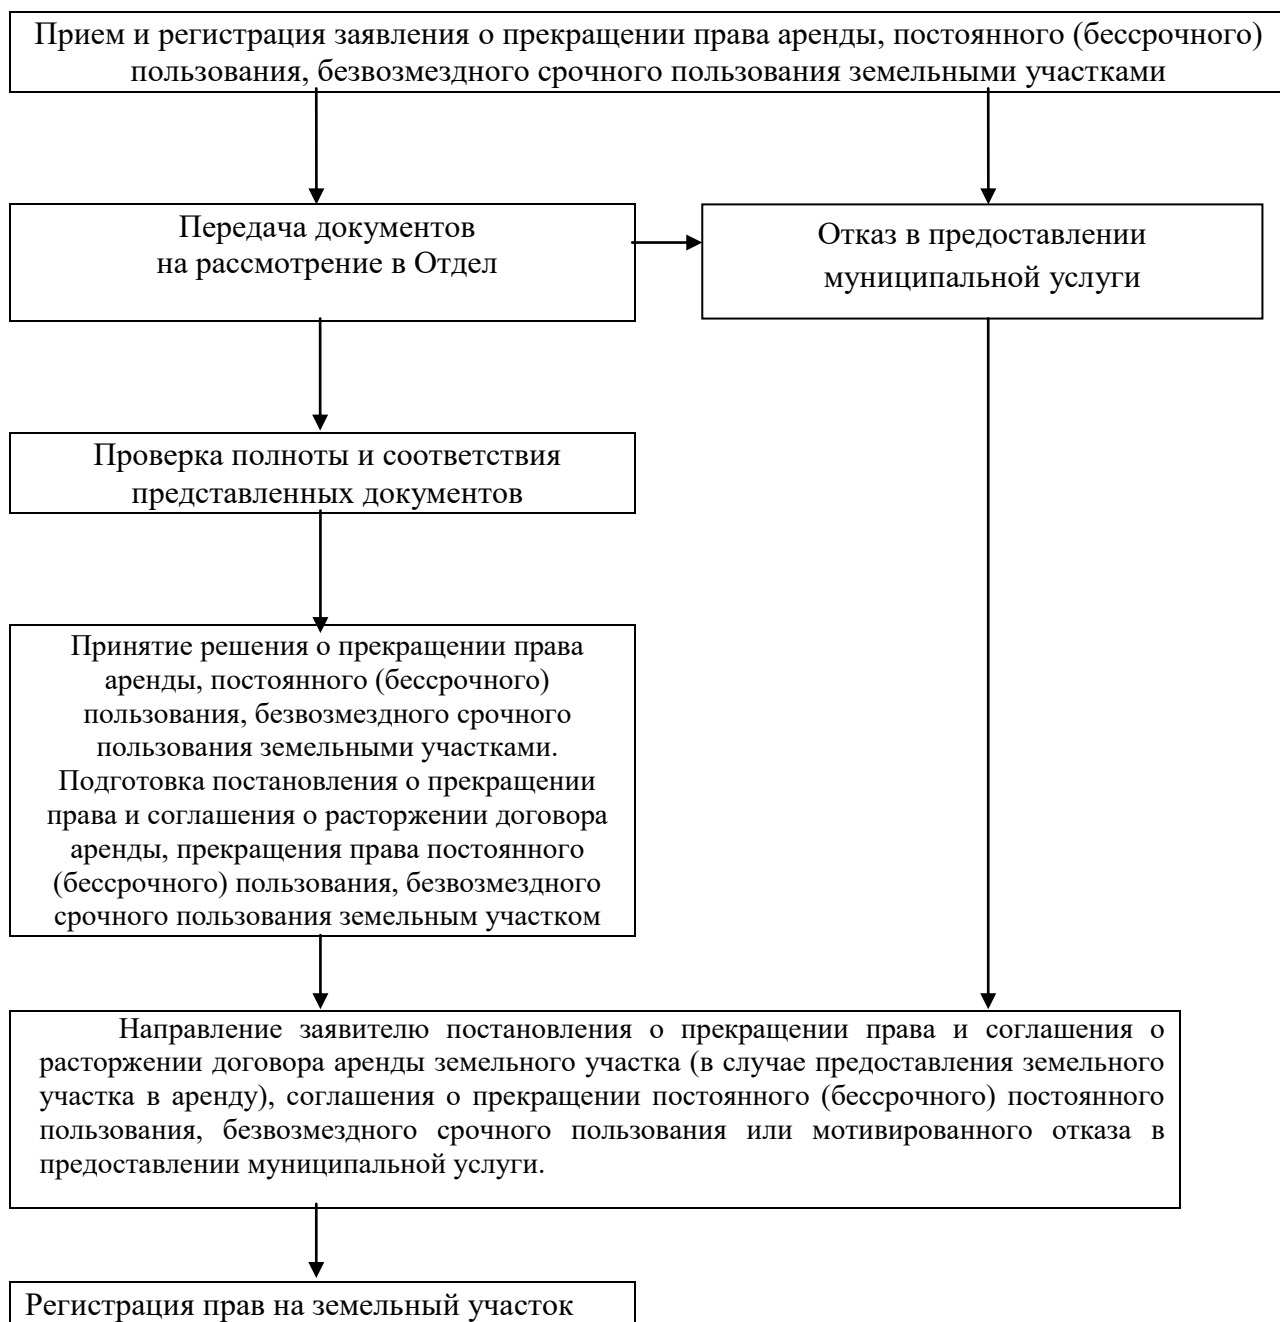 Прием и регистрация заявления о прекращении права аренды, постоянного (бессрочного)
пользования, безвозмездного срочного пользования земельными участками
Передача документов
на рассмотрение в Отдел
Отказ в предоставлении
муниципальной услуги
Проверка полноты и соответствия
представленных документов
Принятие решения о прекращении права
аренды, постоянного (бессрочного)
пользования, безвозмездного срочного
пользования земельными участками.
Подготовка постановления о прекращении
права и соглашения о расторжении договора
аренды, прекращения права постоянного
(бессрочного) пользования, безвозмездного
срочного пользования земельным участком
Направление заявителю постановления о прекращении права и соглашения о
расторжении договора аренды земельного участка (в случае предоставления земельного
участка в аренду), соглашения о прекращении постоянного (бессрочного) постоянного
пользования, безвозмездного срочного пользования или мотивированного отказа в
предоставлении муниципальной услуги.
Регистрация прав на земельный участок